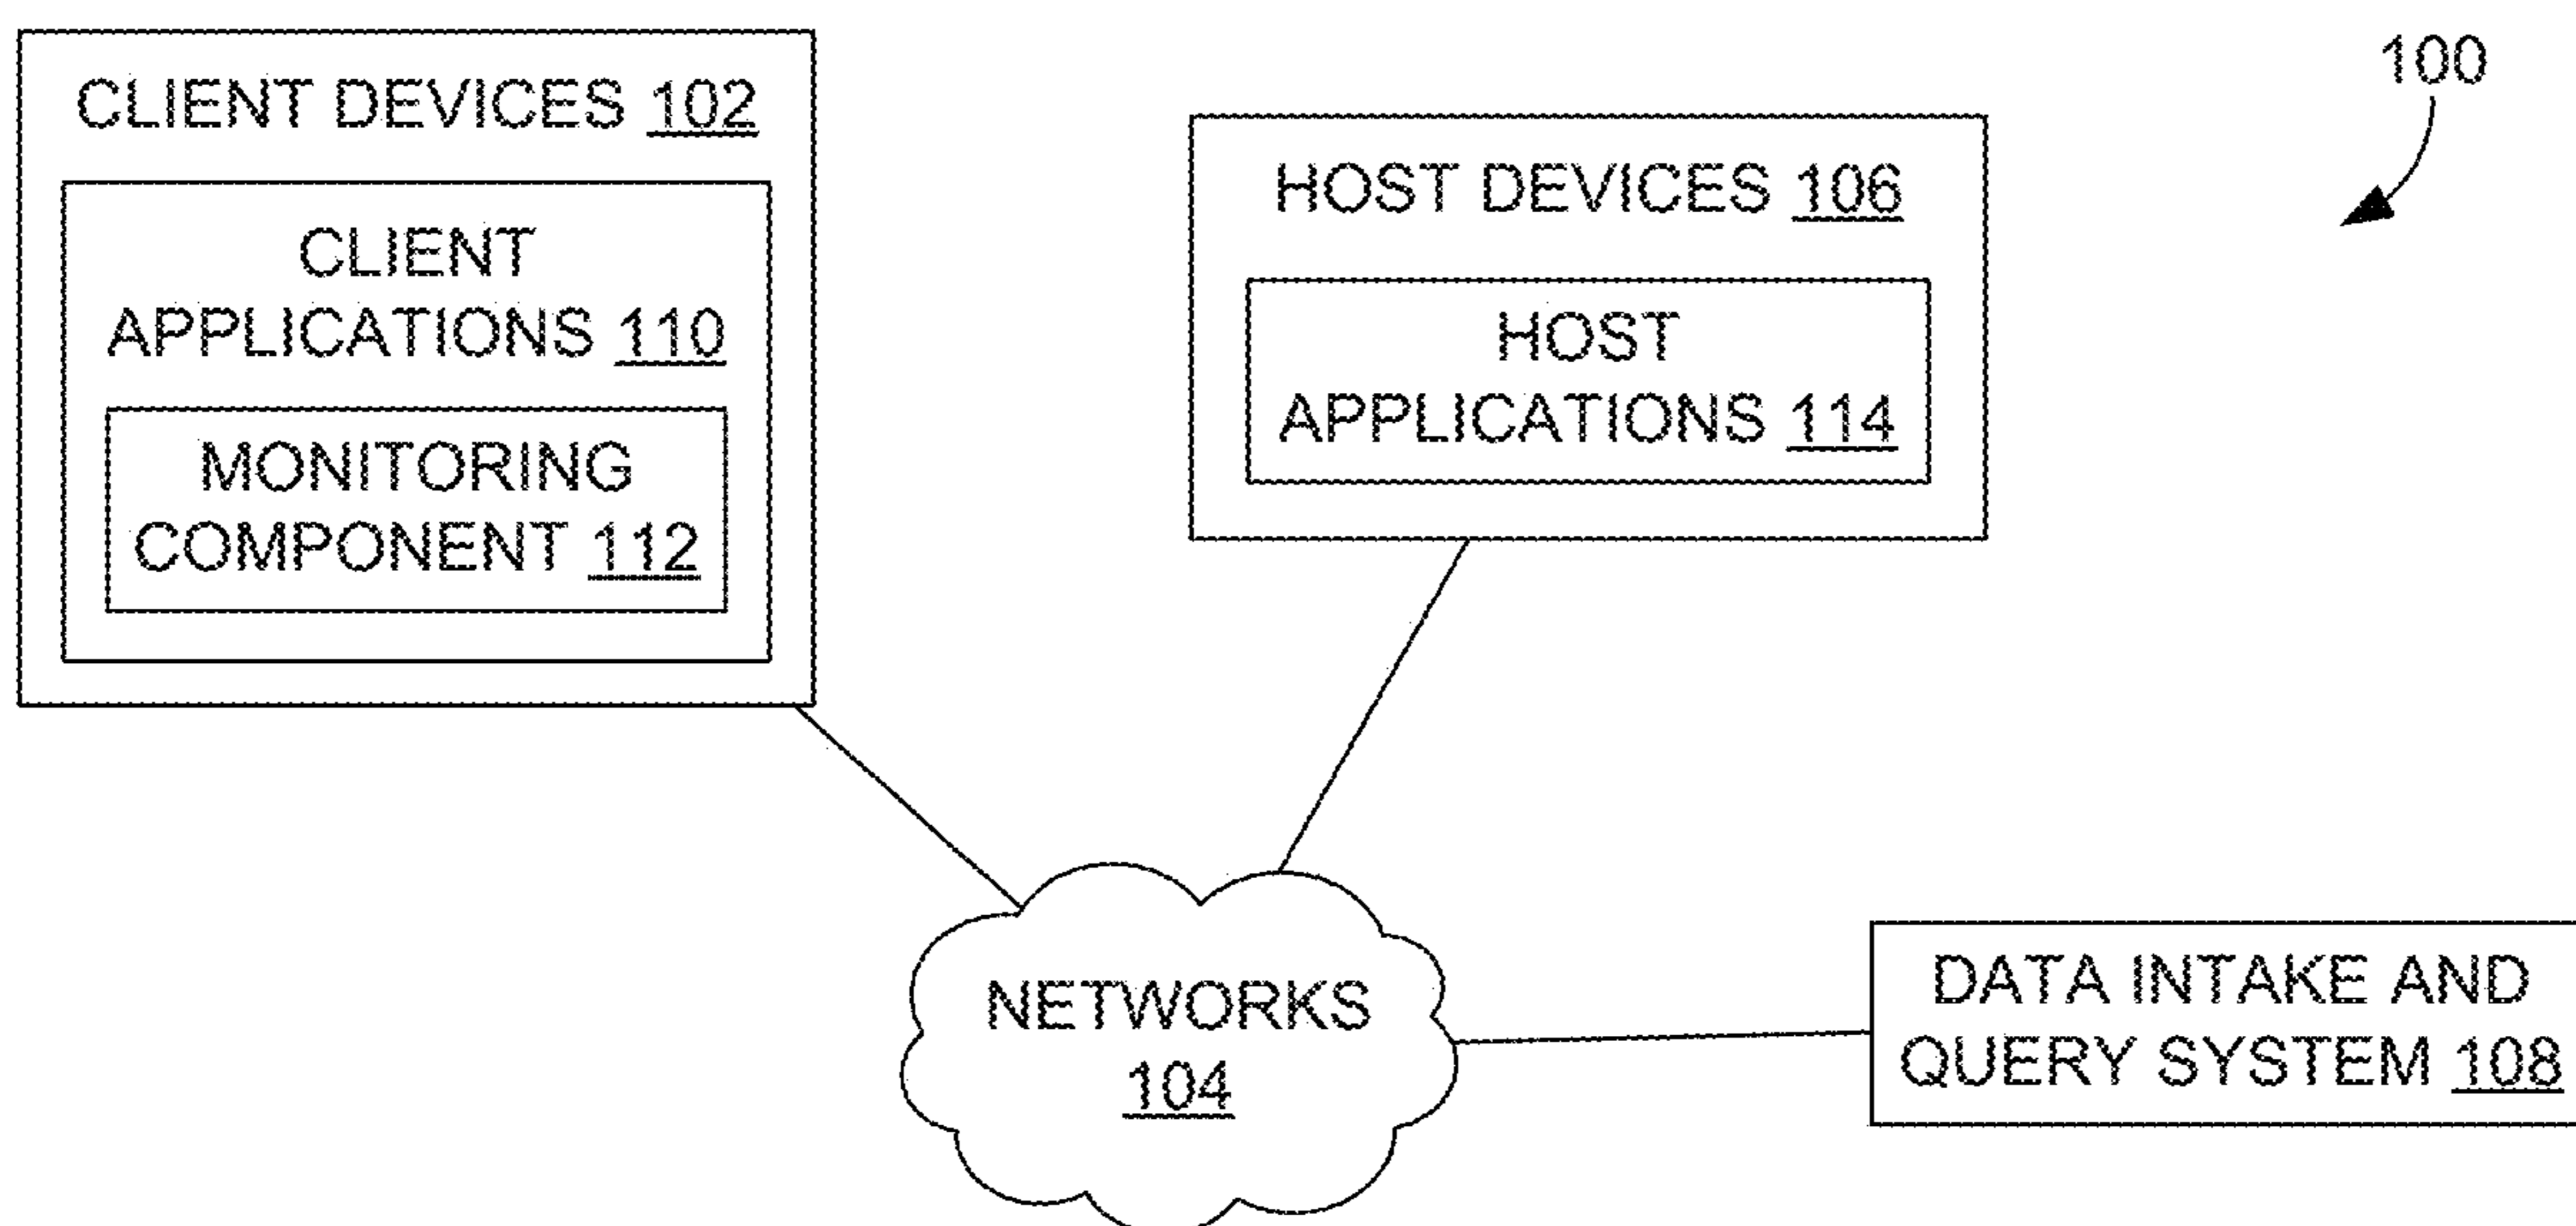 100
CLIENT DEVICES 102
CLIENT
APPLICATIONS 110
MONITORING
COMPONENT 112
HOST DEVICES 106
HOST
APPLICATIONS 114
NETWORKS
104
DATA INTAKE AND
QUERY SYSTEM 108